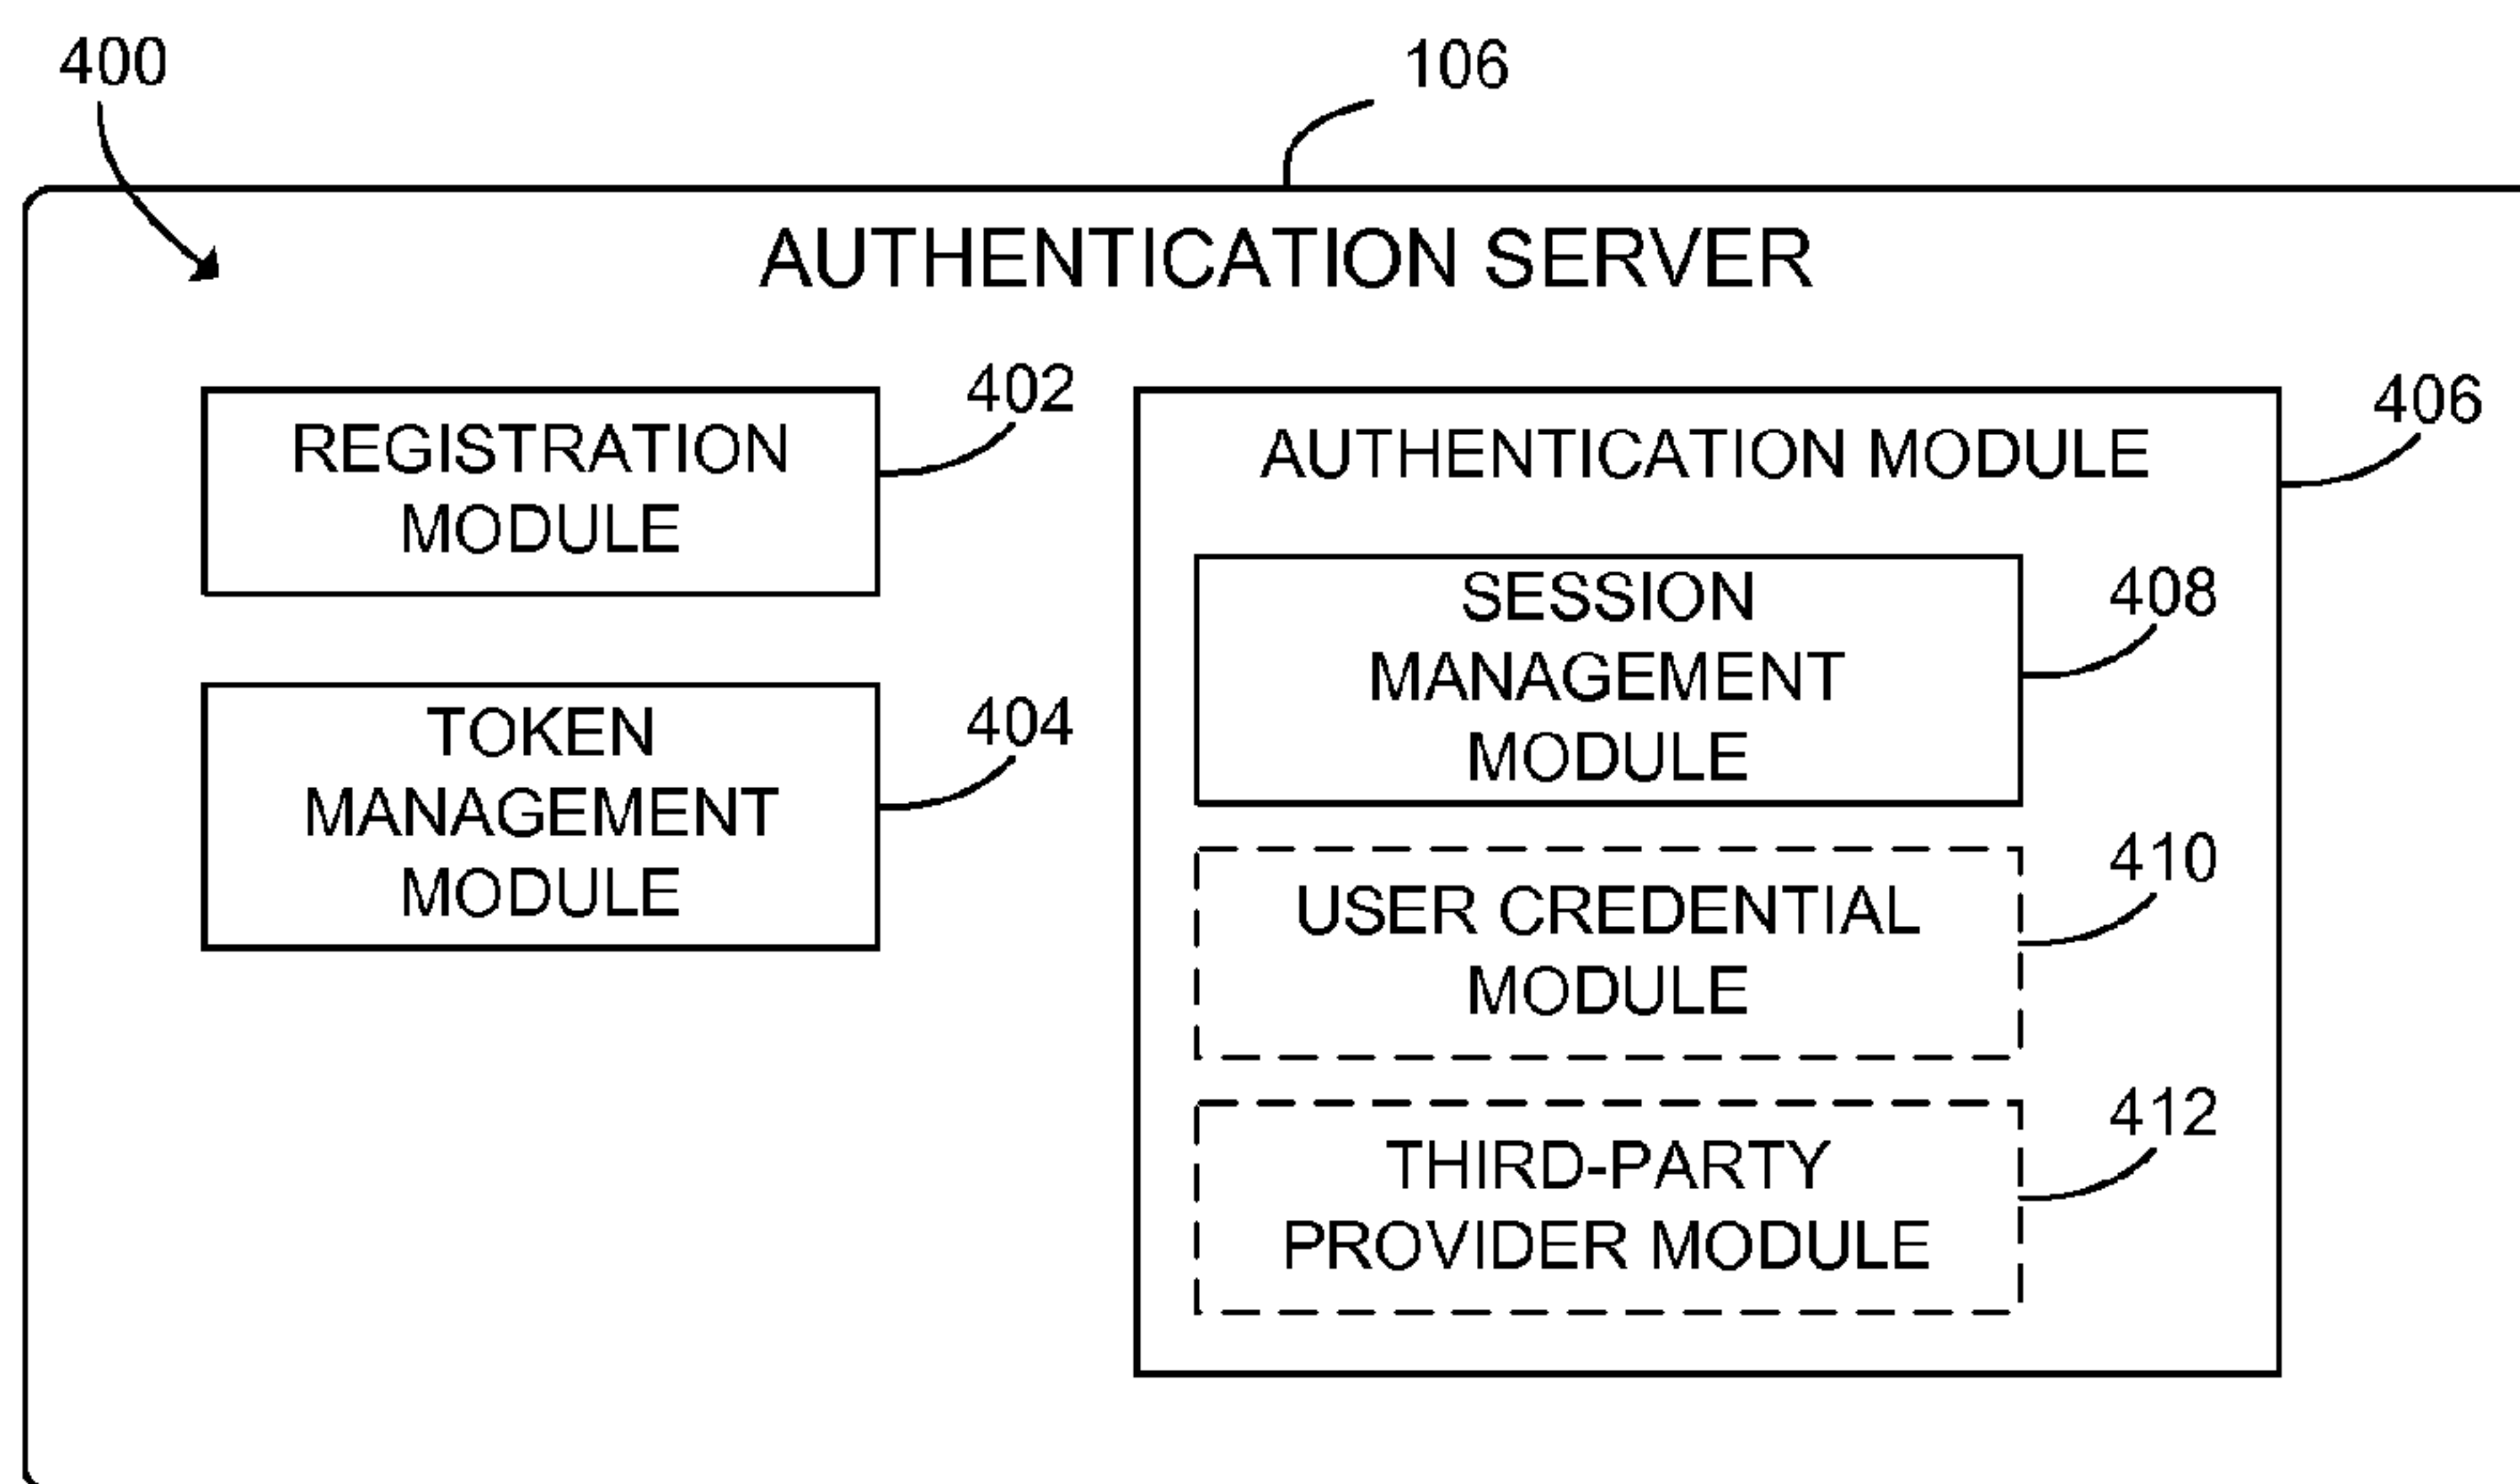 400
106
AUTHENTICATION SERVER
402
REGISTRATION
MODULE
404
TOKEN
MANAGEMENT
MODULE
406
AUTHENTICATION MODULE
408
SESSION
MANAGEMENT
MODULE
410
USER CREDENTIAL
MODULE
412
THIRD-PARTY
PROVIDER MODULE